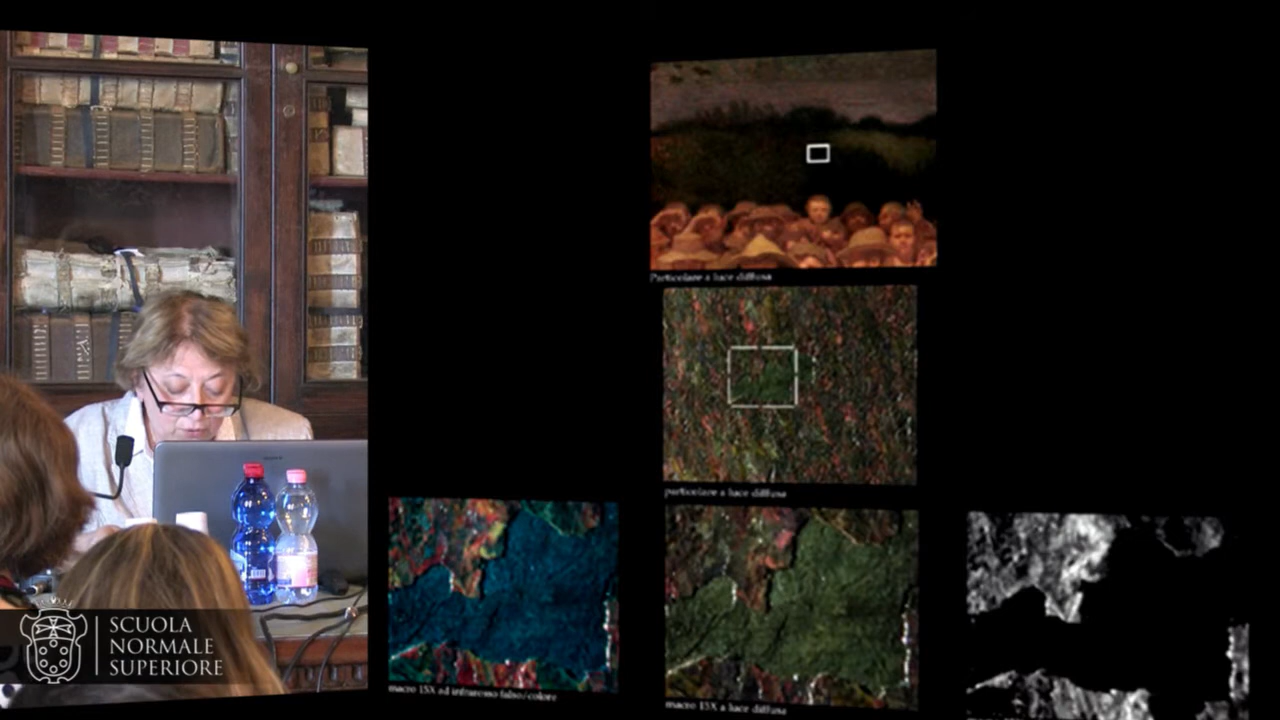 Particolare a luce diffusa
particolare a luce diffusa
macro 15X ad infrarosso falso/colore
macro 15X a luce diffusa
SCUOLA
NORMALE
SUPERIORE